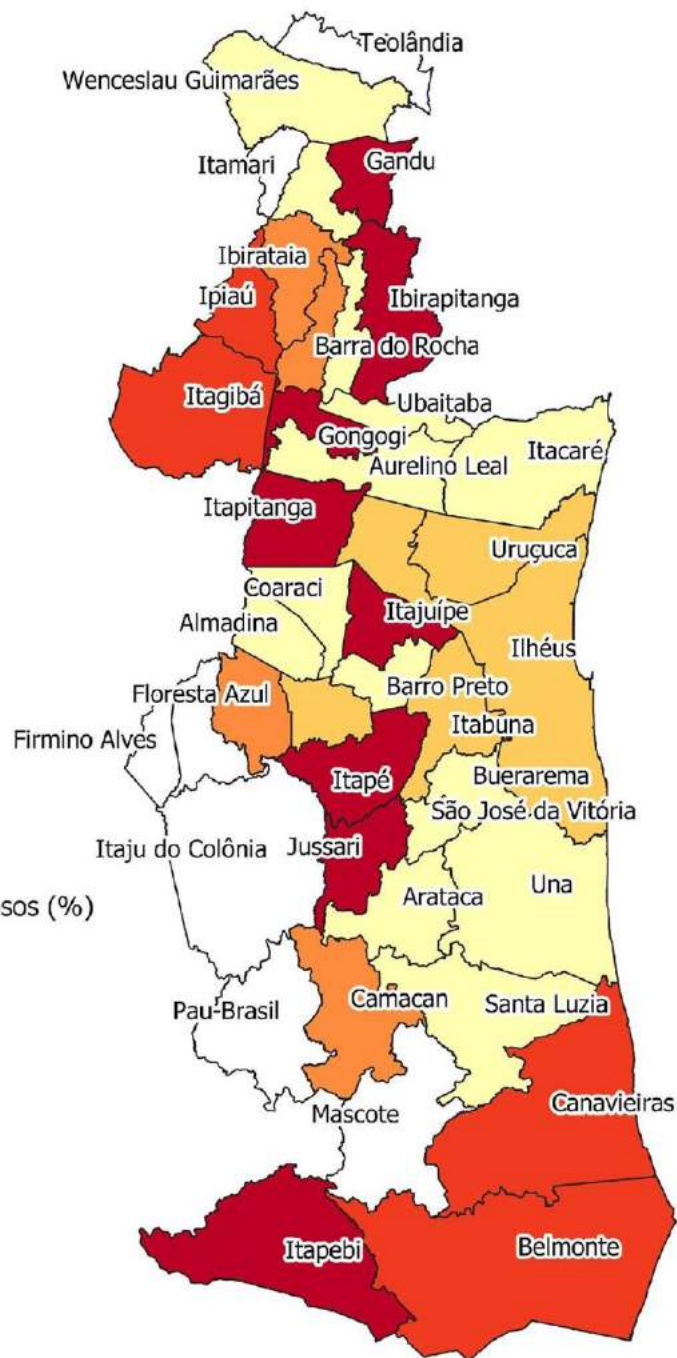 Teolândia
Wenceslau Guimarães
Itamari
Gandu
Ibirataia
Ipiaú
Ibirapitanga
Barra do Rocha
Itagibá
Ubaitaba
Gongogi
Itacaré
Aurelino Leal
Itapitanga
Uruçuca
Coaraci
Itajuípe
Almadina
Ilhéus
Barro Preto
Floresta Azul
Itabuna
Firmino Alves
Itapé
Buerarema
São José da Vitória
Itaju do Colônia
Jussari
Una
Arataca
sos (%)
Pau-Brasil
Camacan
Santa Luzia
Canavieiras
Mascote
Itapebi
Belmonte